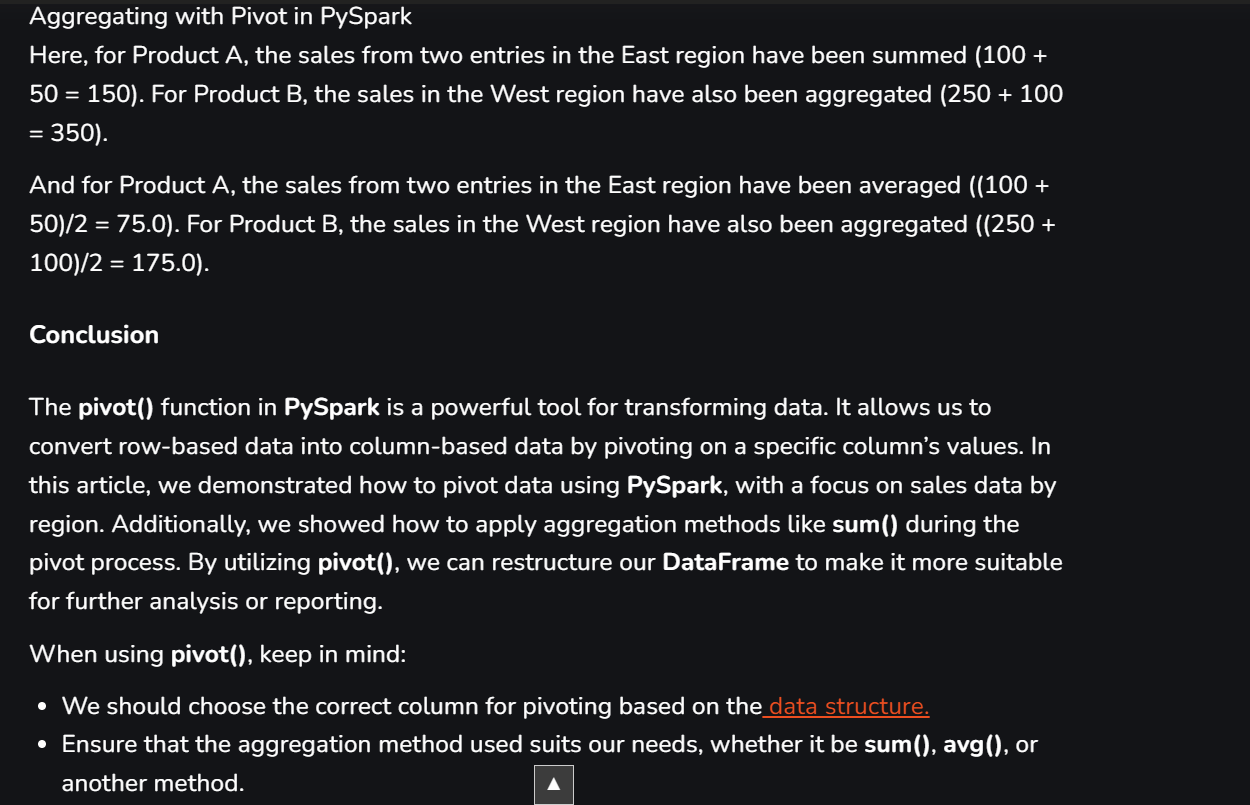 Aggregating with Pivot in PySpark
Here, for Product A, the sales from two entries in the East region have been summed (100 +
50 = 150). For Product B, the sales in the West region have also been aggregated (250 + 100
= 350).
And for Product A, the sales from two entries in the East region have been averaged ((100 +
50)/2 = 75.0). For Product B, the sales in the West region have also been aggregated ((250 +
100)/2 = 175.0).
Conclusion
The pivot() function in PySpark is a powerful tool for transforming data. It allows us to
convert row-based data into column-based data by pivoting on a specific column’s values. In
this article, we demonstrated how to pivot data using PySpark, with a focus on sales data by
region. Additionally, we showed how to apply aggregation methods like sum() during the
pivot process. By utilizing pivot(), we can restructure our DataFrame to make it more suitable
for further analysis or reporting.
When using pivot(), keep in mind:
• We should choose the correct column for pivoting based on the data structure.
• Ensure that the aggregation method used suits our needs, whether it be sum(), avg(), or
another method.